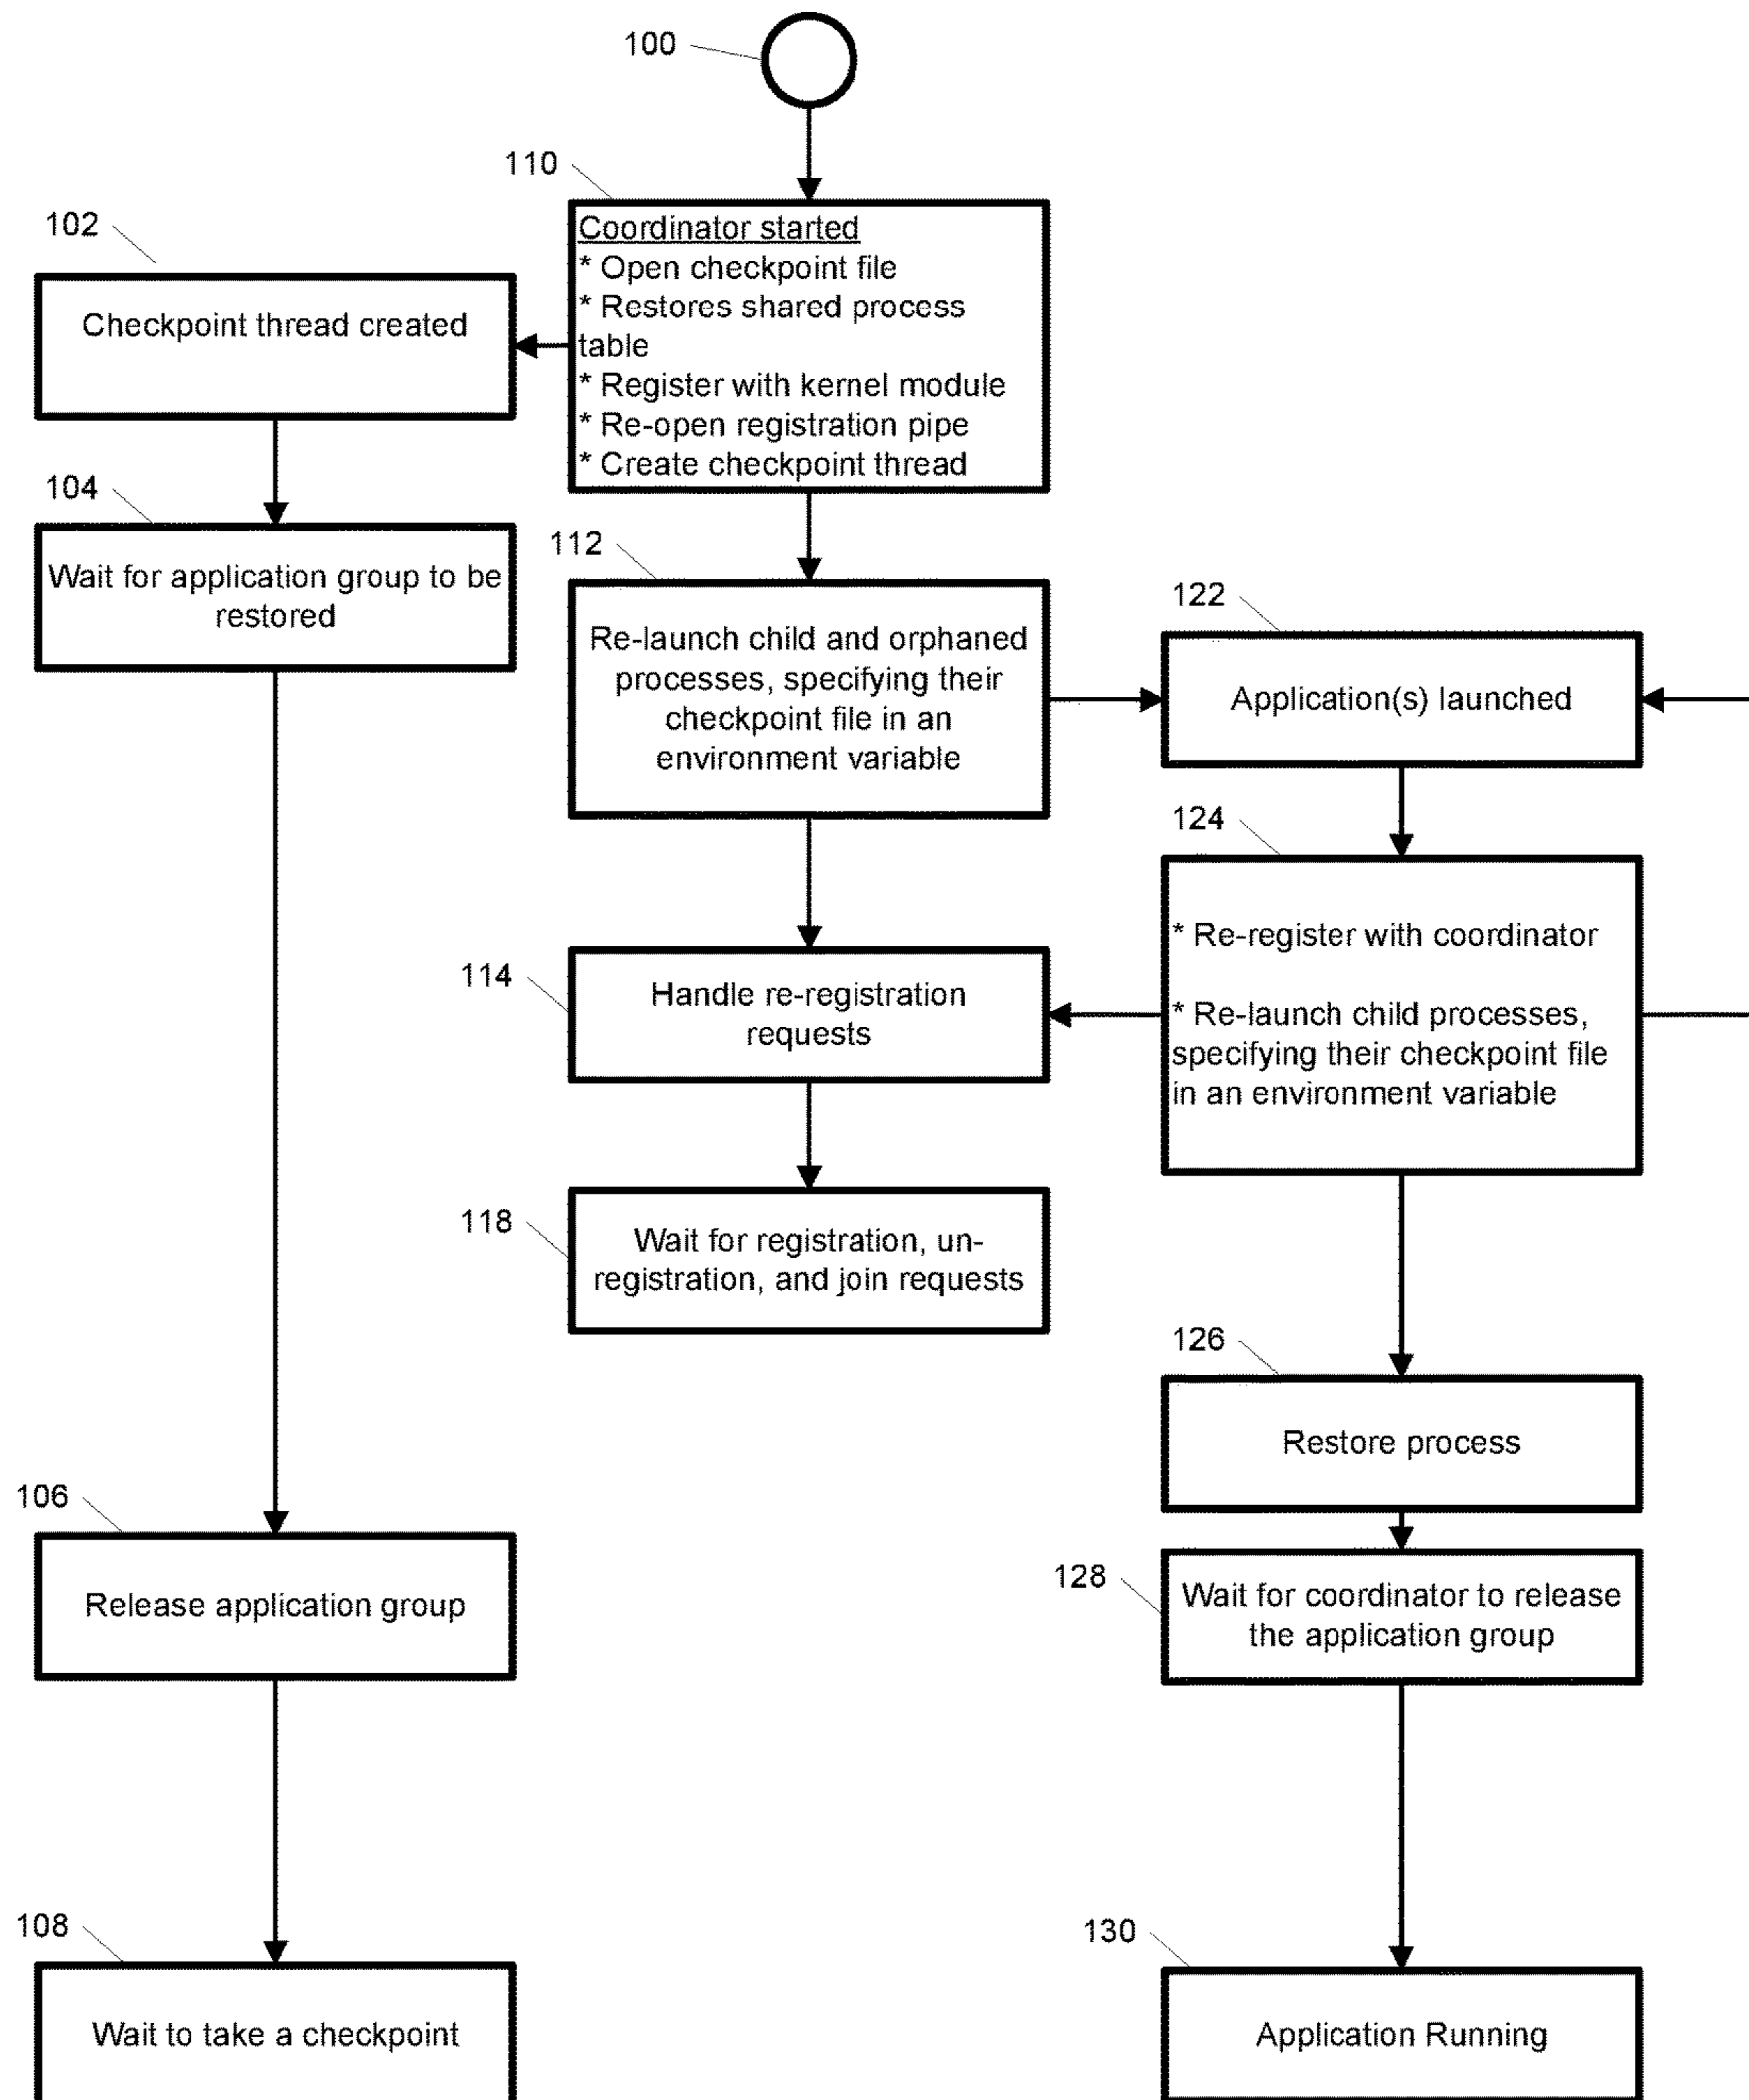 100
110
Coordinator started
* Open checkpoint file
* Restores shared process
table
* Register with kernel module
* Re-open registration pipe
* Create checkpoint thread
102
Checkpoint thread created
104
Wait for application group to be
restored
112
Re-launch child and orphaned
processes, specifying their
checkpoint file in an
environment variable
122
Application(s) launched
124
* Re-register with coordinator
* Re-launch child processes,
specifying their checkpoint file
in an environment variable
114
Handle re-registration
requests
118
Wait for registration, un-
registration, and join requests
126
Restore process
106
Release application group
128
Wait for coordinator to release
the application group
108
Wait to take a checkpoint
130
Application Running